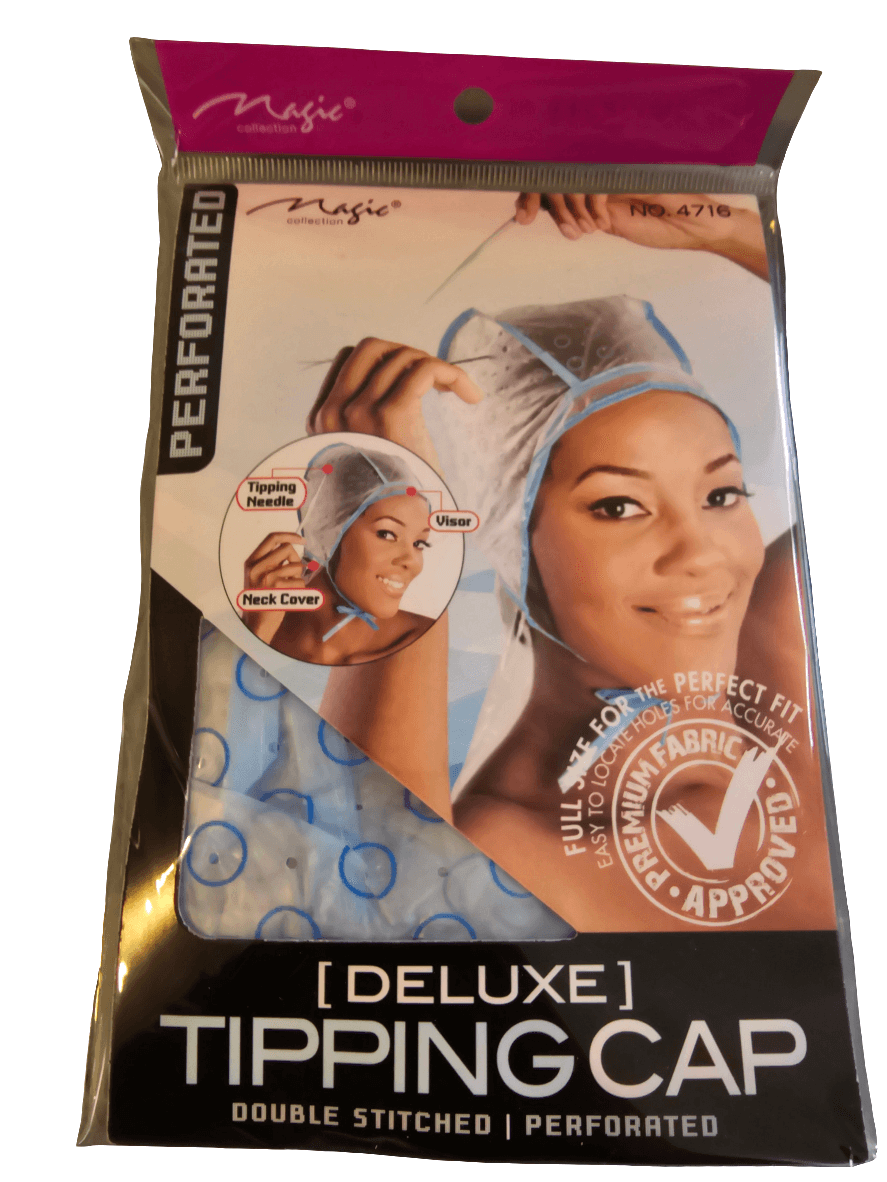 Magic®
collection
PERFORATED
Magic®
collection
NO. 4716
Tipping
Needle
Visor
Neck Cover
FULL SIZE FOR THE PERFECT FIT
EASY TO LOCATE HOLES FOR ACCURATE
PREMIUM FABRIC
• APPROVED •
[ DELUXE ]
TIPPING CAP
DOUBLE STITCHED | PERFORATED